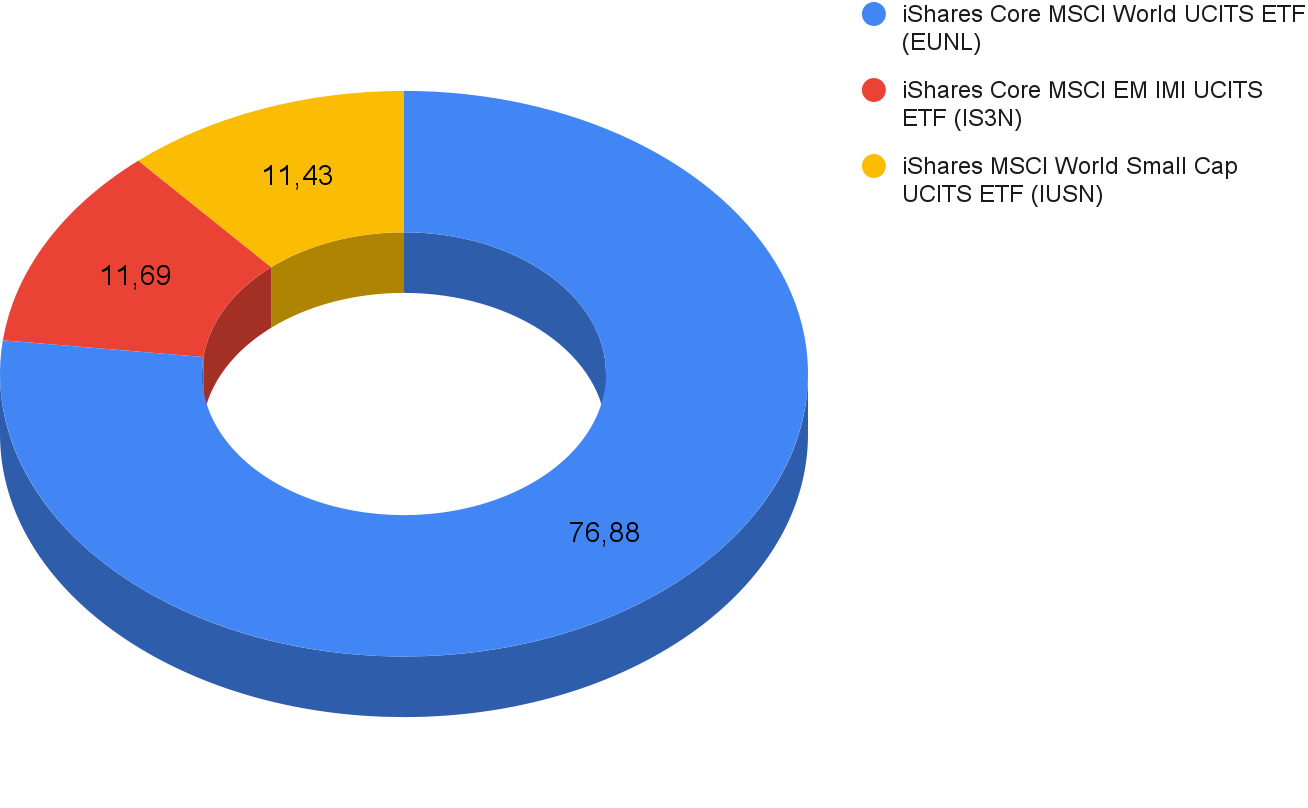 iShares Core MSCI World UCITS ETF
(EUNL)
iShares Core MSCI EM IMI UCITS
ETF (IS3N)
iShares MSCI World Small Cap
UCITS ETF (IUSN)
11,43
11,69
76,88